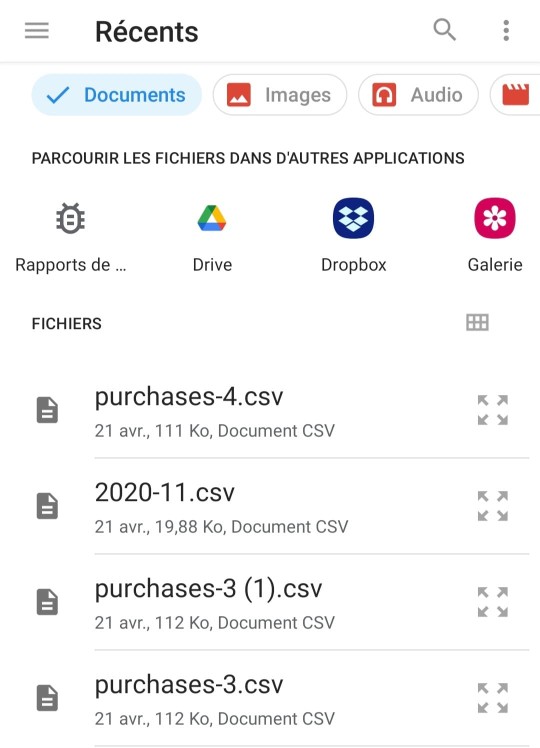 Récents
Documents
Images
Audio
PARCOURIR LES FICHIERS DANS D'AUTRES APPLICATIONS
Rapports de ...
Drive
Dropbox
Galerie
FICHIERS
purchases-4.csv
21 avr., 111 Ko, Document CSV
2020-11.csv
21 avr., 19,88 Ko, Document CSV
purchases-3 (1).csv
21 avr., 112 Ko, Document CSV
purchases-3.csv
21 avr., 112 Ko, Document CSV